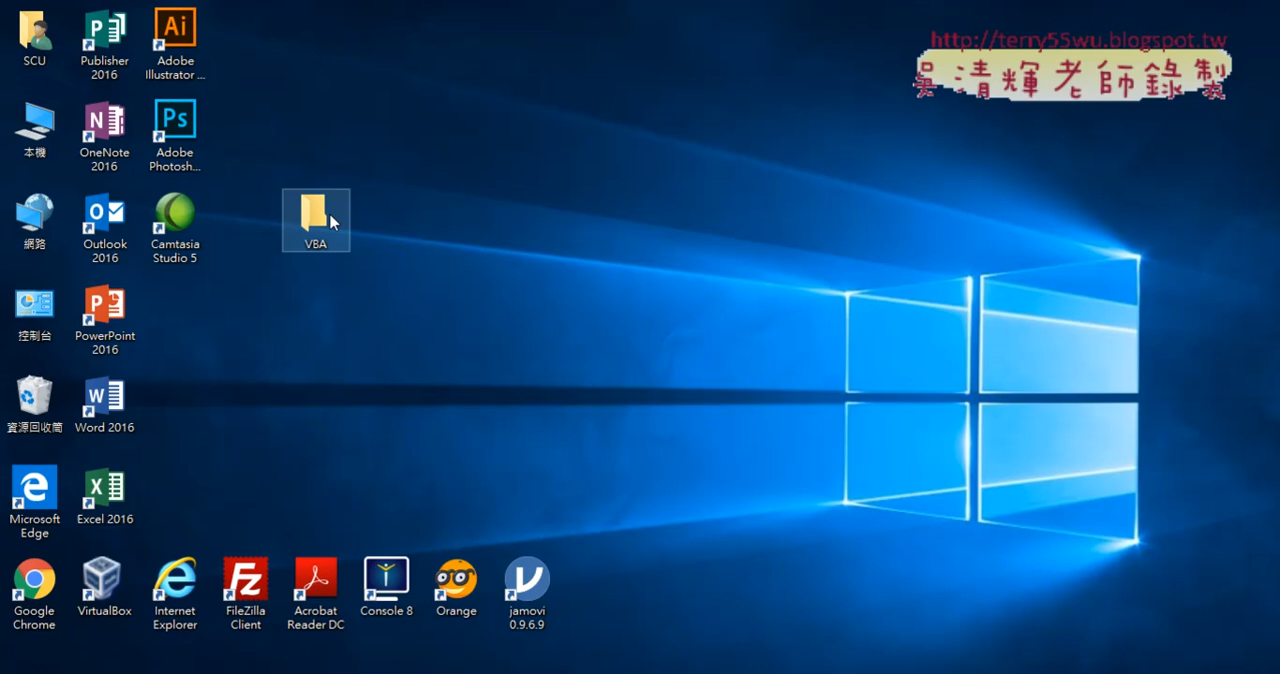 http://terry55wu.blogspot.tw
吳清輝老師錄製
SCU
Publisher
2016
Adobe
Illustrator ...
本機
OneNote
2016
Adobe
Photosh...
網路
Outlook
2016
Camtasia
Studio 5
VBA
控制台
PowerPoint
2016
資源回收筒
Word 2016
Microsoft
Edge
Excel 2016
Google
Chrome
VirtualBox
Internet
Explorer
FileZilla
Client
Acrobat
Reader DC
Console 8
Orange
jamovi
0.9.6.9